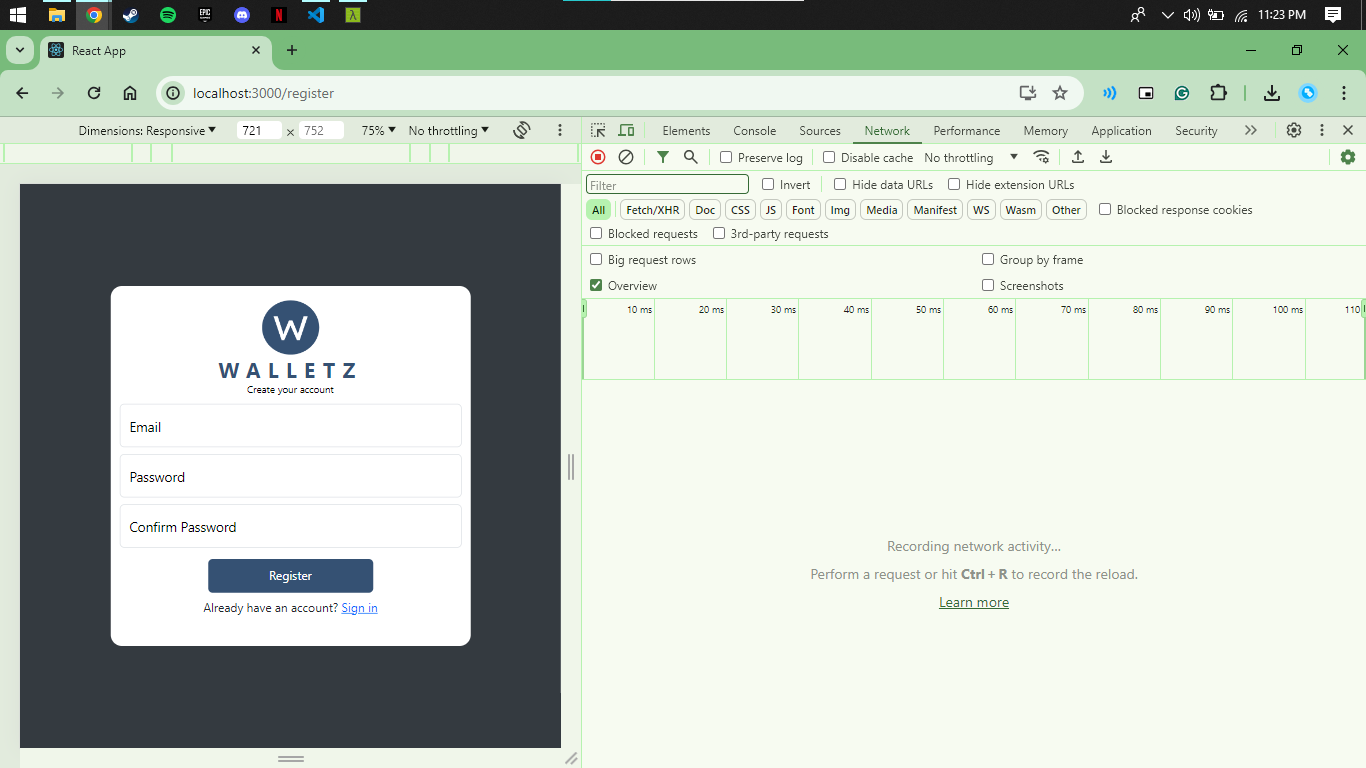 EPIC
GAMES
N
λ
11:23 PM
React App
localhost:3000/register
Dimensions: Responsive 721 × 752 75% No throttling
Elements Console Sources Network Performance Memory Application Security
Preserve log Disable cache No throttling
Filter Invert Hide data URLs Hide extension URLs
All Fetch/XHR Doc CSS JS Font Img Media Manifest WS Wasm Other Blocked response cookies
Blocked requests 3rd-party requests
Big request rows Group by frame
Overview Screenshots
10 ms 20 ms 30 ms 40 ms 50 ms 60 ms 70 ms 80 ms 90 ms 100 ms 110
W
WALLETZ
Create your account
Email
Password
Confirm Password
Register
Already have an account? Sign in
Recording network activity...
Perform a request or hit Ctrl + R to record the reload.
Learn more